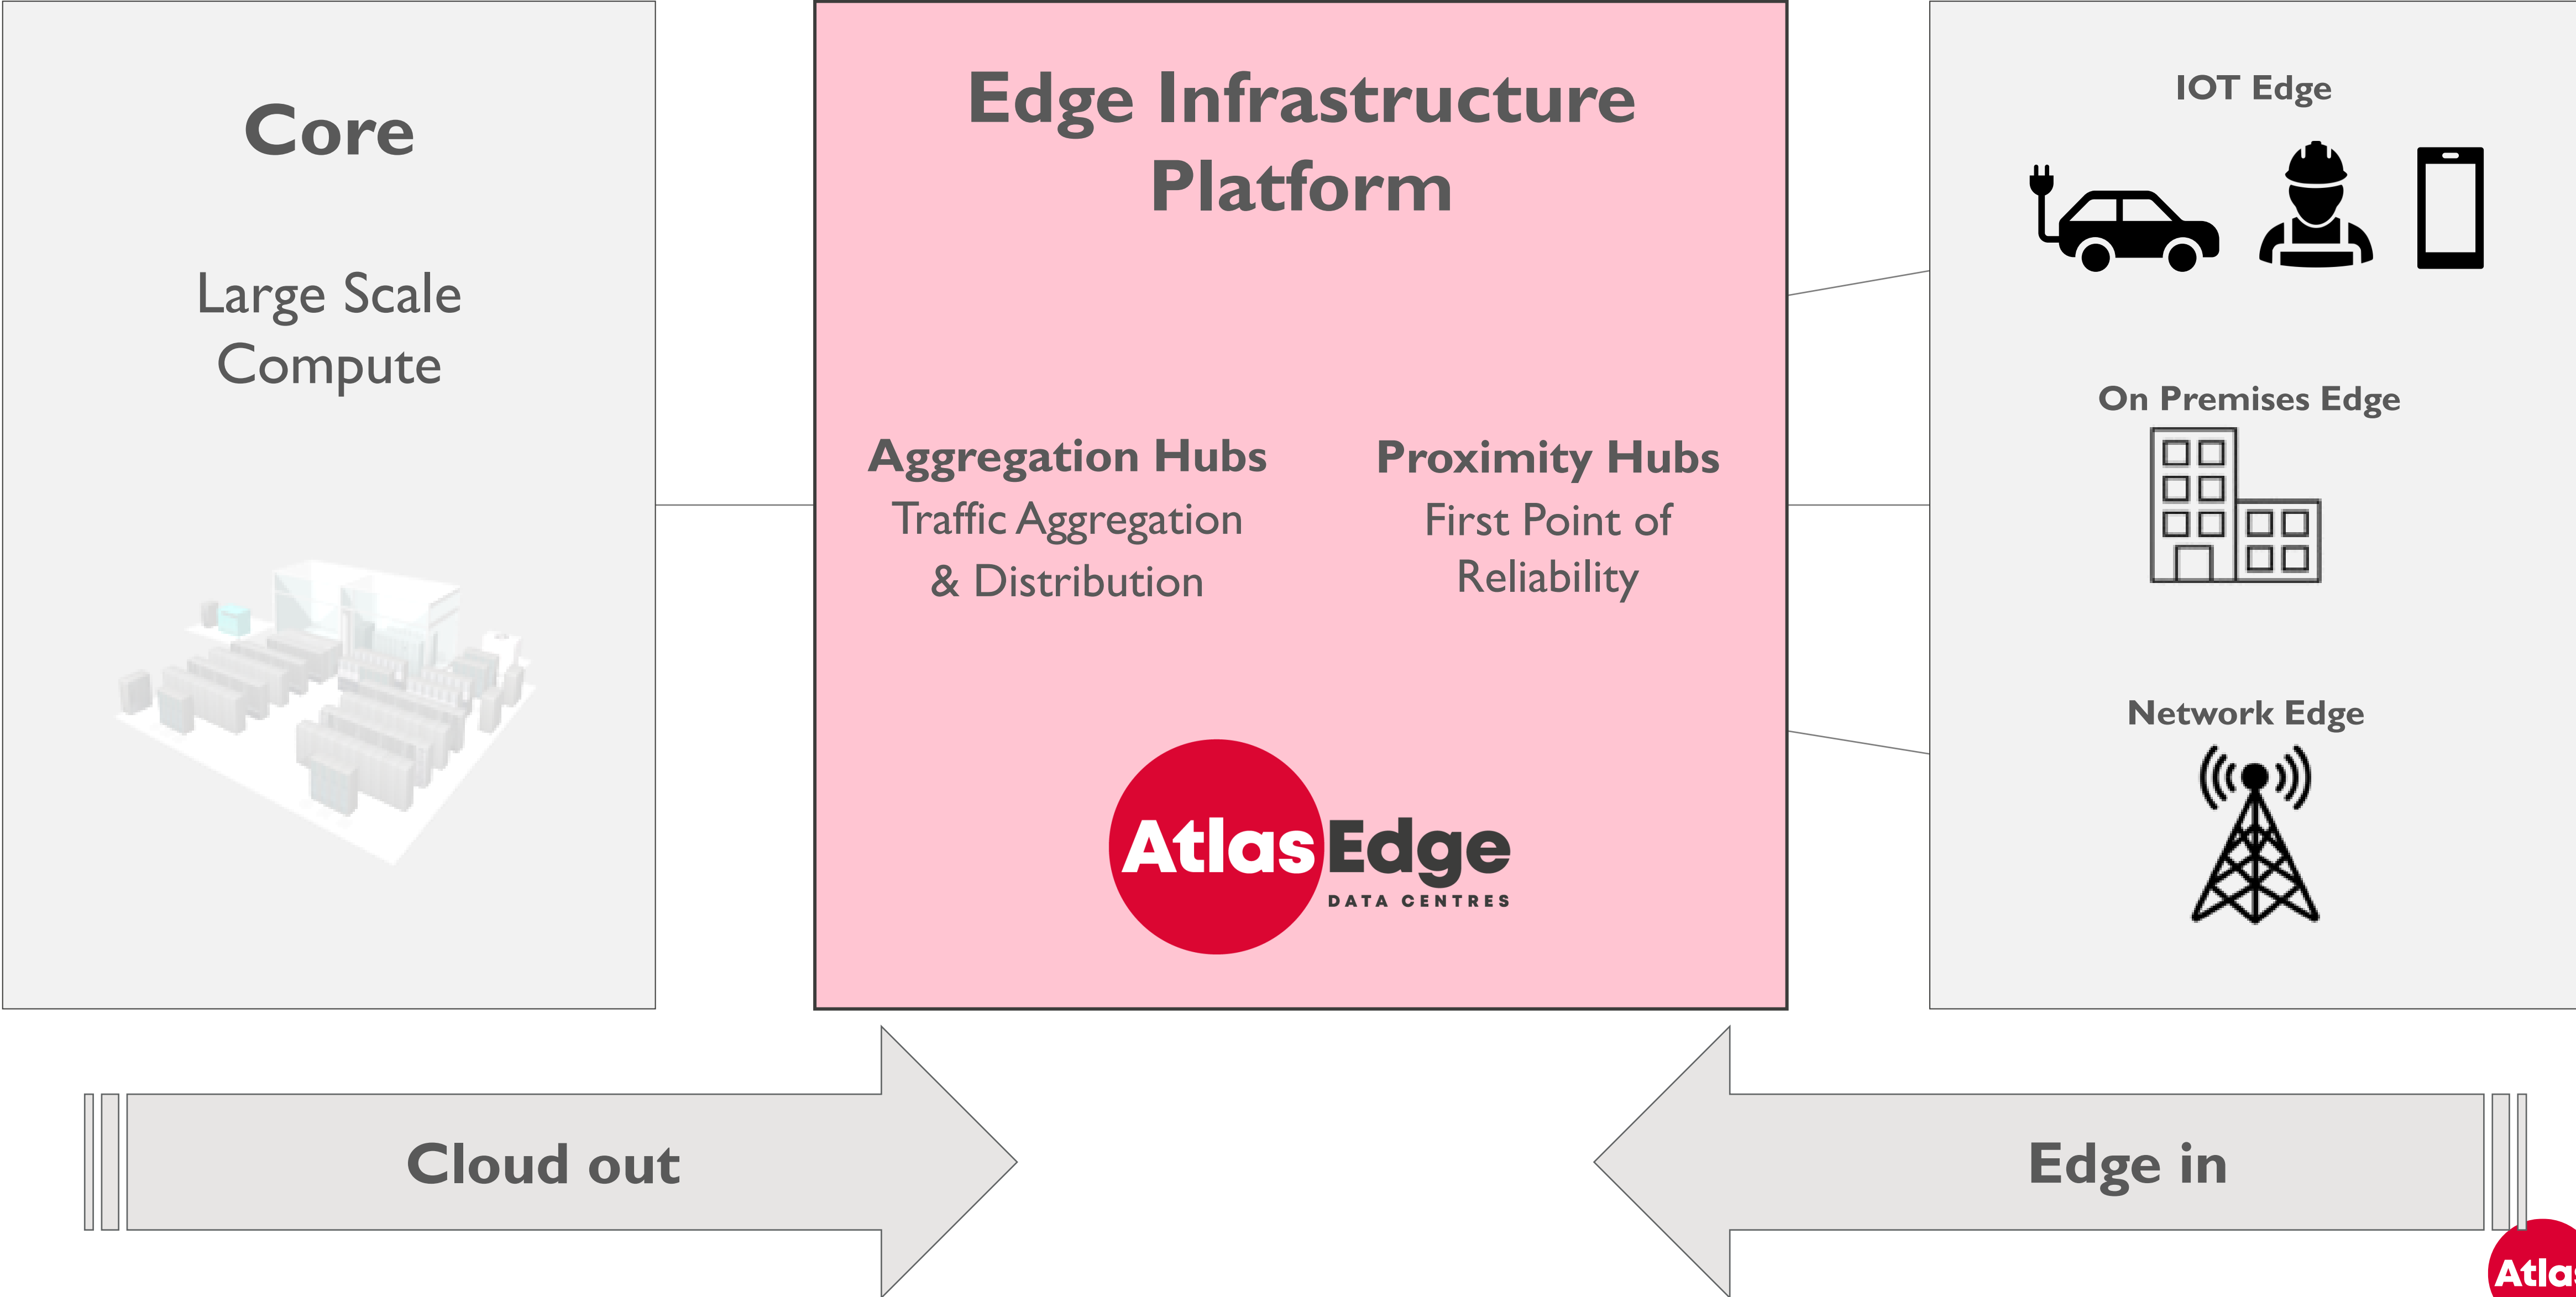 Core
Large Scale
Compute
Edge Infrastructure
Platform
Aggregation Hubs
Traffic Aggregation
& Distribution
Proximity Hubs
First Point of
Reliability
AtlasEdge
DATA CENTRES
IOT Edge
On Premises Edge
Network Edge
Cloud out
Edge in
Atlas